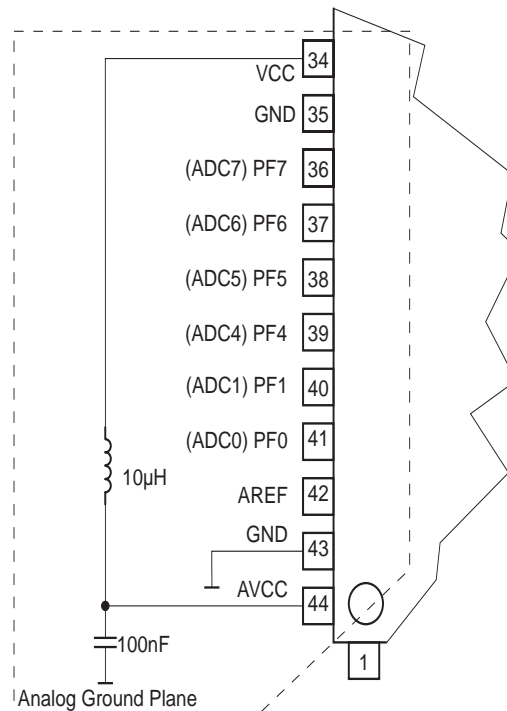 VCC 34
GND 35
(ADC7) PF7 36
(ADC6) PF6 37
(ADC5) PF5 38
(ADC4) PF4 39
(ADC1) PF1 40
(ADC0) PF0 41
10µH
AREF 42
GND 43
AVCC 44
100nF
1
Analog Ground Plane